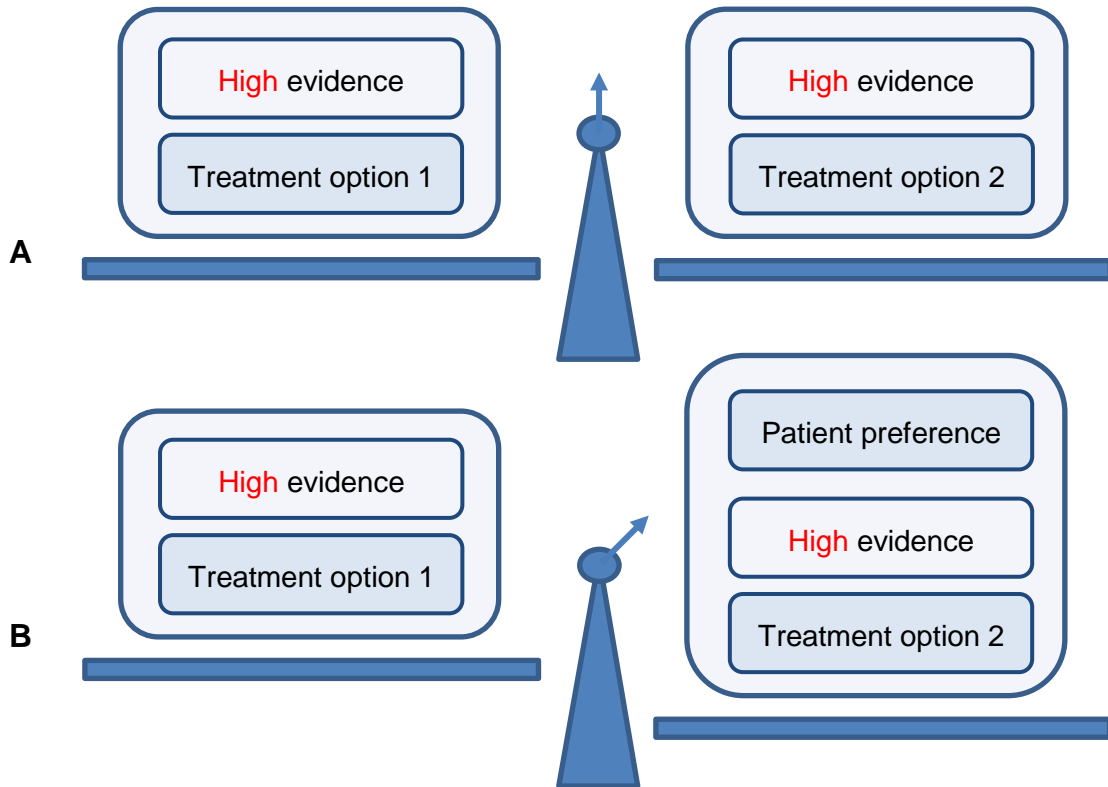 High evidence
High evidence
Treatment option 1
Treatment option 2
A
Patient preference
High evidence
High evidence
Treatment option 1
Treatment option 2
B